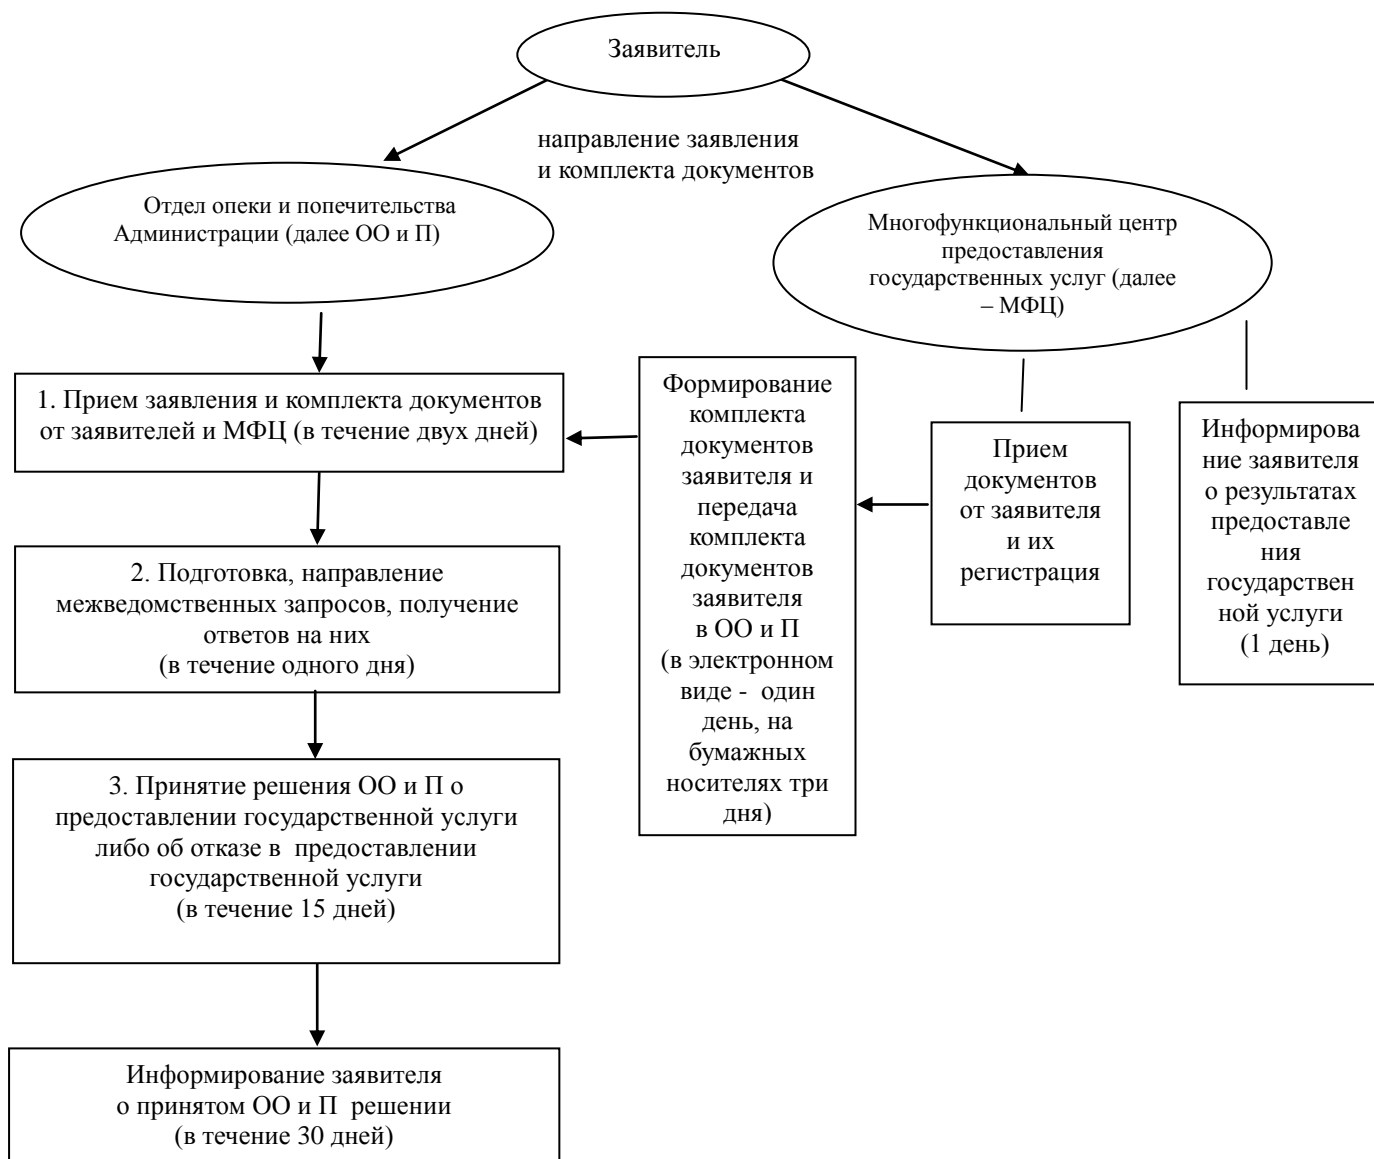 Заявитель
направление заявления
и комплекта документов
Отдел опеки и попечительства
Администрации (далее ОО и П)
Многофункциональный центр
предоставления
государственных услуг (далее
– МФЦ)
1. Прием заявления и комплекта документов
от заявителей и МФЦ (в течение двух дней)
Формирование
комплекта
документов
заявителя и
передача
комплекта
документов
заявителя
в ОО и П
(в электронном
виде - один
день, на
бумажных
носителях три
дня)
Прием
документов
от заявителя
и их
регистрация
Информирова
ние заявителя
о результатах
предоставле
ния
государствен
ной услуги
(1 день)
2. Подготовка, направление
межведомственных запросов, получение
ответов на них
(в течение одного дня)
3. Принятие решения ОО и П о
предоставлении государственной услуги
либо об отказе в предоставлении
государственной услуги
(в течение 15 дней)
Информирование заявителя
о принятом ОО и П решении
(в течение 30 дней)